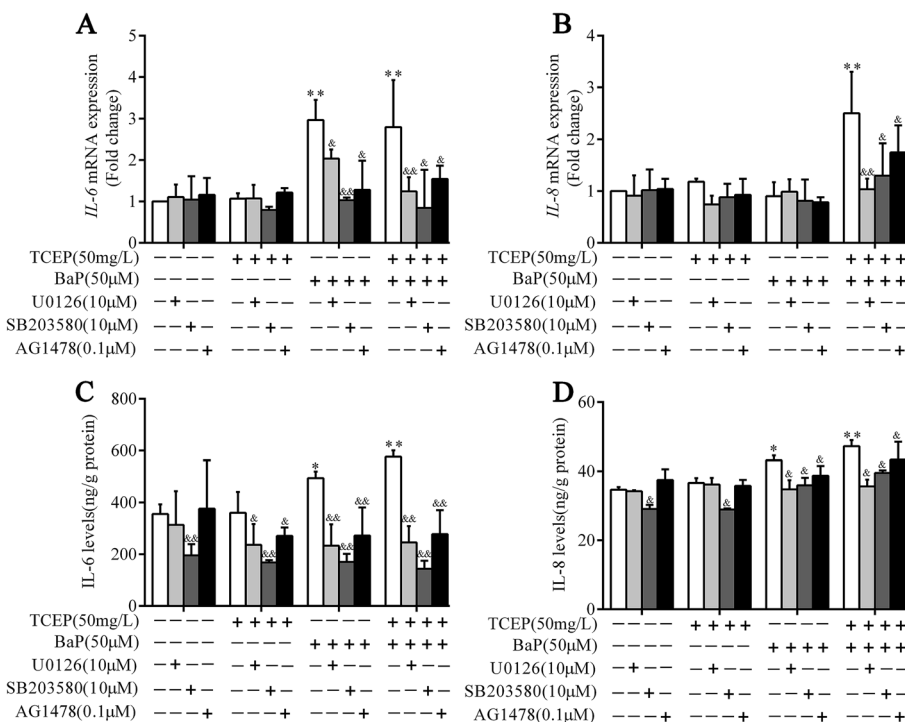 A
IL-6 mRNA expression
(Fold change)
5
4
3
2
1
0
** & && & ** && & &
TCEP(50mg/L) — — — — + + + + — — — — + + + +
BaP(50μM) — — — — — — — — + + + + + + + +
U0126(10μM) — + — — — + — — — + — — — + — —
SB203580(10μM) — — + — — — + — — — + — — — + —
AG1478(0.1μM) — — — + — — — + — — — + — — — +
B
IL-8 mRNA expression
(Fold change)
4
3
2
1
0
** && & &
TCEP(50mg/L) — — — — + + + + — — — — + + + +
BaP(50μM) — — — — — — — — + + + + + + + +
U0126(10μM) — + — — — + — — — + — — — + — —
SB203580(10μM) — — + — — — + — — — + — — — + —
AG1478(0.1μM) — — — + — — — + — — — + — — — +
C
IL-6 levels(ng/g protein)
800
600
400
200
0
&& & && & * && && && ** && && &&
TCEP(50mg/L) — — — — + + + + — — — — + + + +
BaP(50μM) — — — — — — — — + + + + + + + +
U0126(10μM) — + — — — + — — — + — — — + — —
SB203580(10μM) — — + — — — + — — — + — — — + —
AG1478(0.1μM) — — — + — — — + — — — + — — — +
D
IL-8 levels(ng/g protein)
60
40
20
0
& & * & & & ** & & &
TCEP(50mg/L) — — — — + + + + — — — — + + + +
BaP(50μM) — — — — — — — — + + + + + + + +
U0126(10μM) — + — — — + — — — + — — — + — —
SB203580(10μM) — — + — — — + — — — + — — — + —
AG1478(0.1μM) — — — + — — — + — — — + — — — +